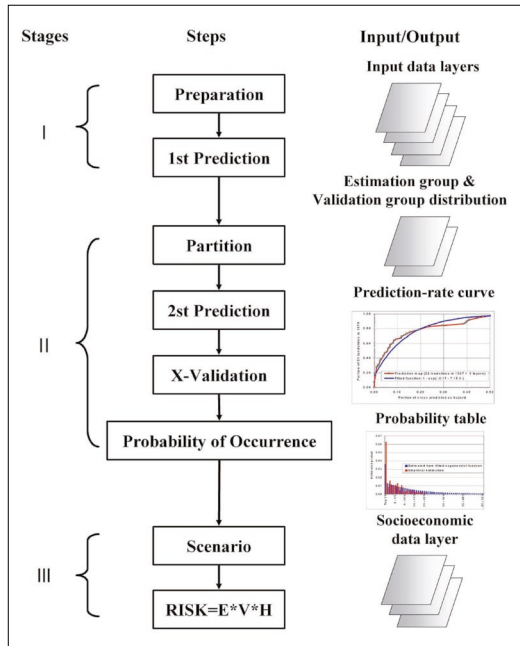 Stages
Steps
Input/Output
I
Preparation
1st Prediction
Input data layers
Estimation group &
Validation group distribution
II
Partition
2st Prediction
X-Validation
Probability of Occurrence
Prediction-rate curve
Probability table
III
Scenario
RISK=E*V*H
Socioeconomic
data layer